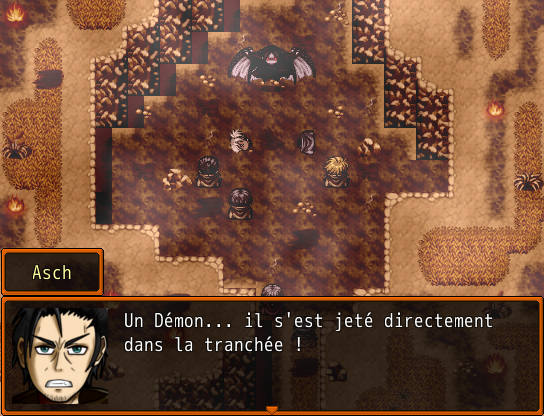 Asch
Un Démon... il s'est jeté directement
dans la tranchée !